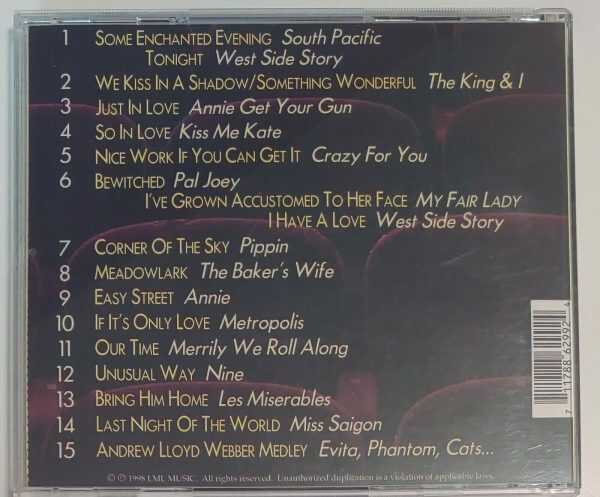 1 Some Enchanted Evening South Pacific
Tonight West Side Story
2 We Kiss In A Shadow/Something Wonderful The King & I
3 Just In Love Annie Get Your Gun
4 So In Love Kiss Me Kate
5 Nice Work If You Can Get It Crazy For You
6 Bewitched Pal Joey
I've Grown Accustomed To Her Face My Fair Lady
I Have A Love West Side Story
7 Corner Of The Sky Pippin
8 Meadowlark The Baker's Wife
9 Easy Street Annie
10 If It's Only Love Metropolis
11 Our Time Merrily We Roll Along
12 Unusual Way Nine
13 Bring Him Home Les Miserables
14 Last Night Of The World Miss Saigon
15 Andrew Lloyd Webber Medley Evita, Phantom, Cats...
© ℗ 1998 LML MUSIC. All rights reserved. Unauthorized duplication is a violation of applicable laws.
7 11788 62992 4